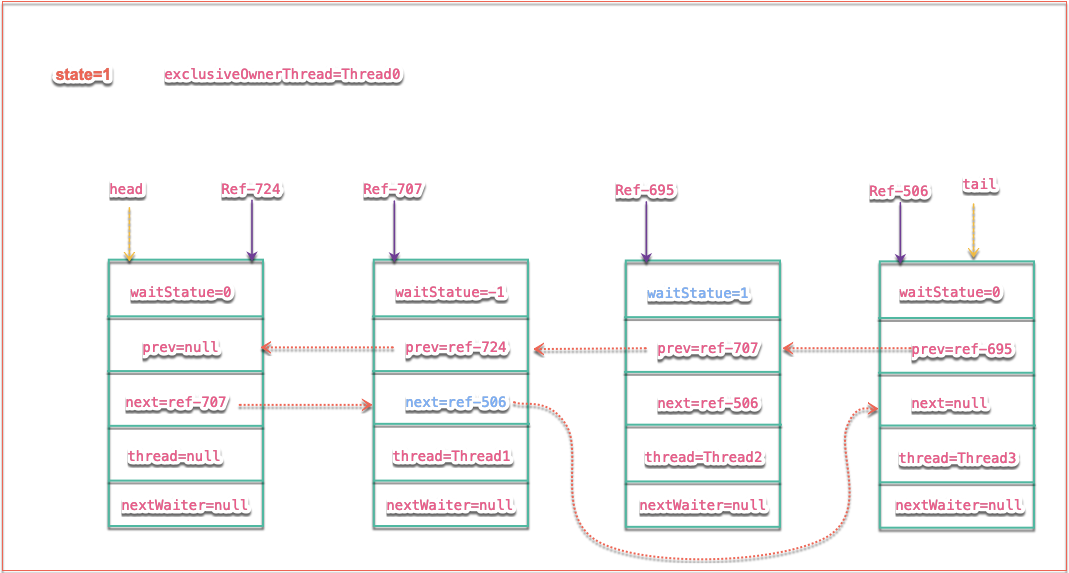 state=1 exclusiveOwnerThread=Thread0
head Ref-724 Ref-707 Ref-695 Ref-506 tail
waitStatue=0 waitStatue=-1 waitStatue=1 waitStatue=0
prev=null prev=ref-724 prev=ref-707 prev=ref-695
next=ref-707 next=ref-506 next=ref-506 next=null
thread=null thread=Thread1 thread=Thread2 thread=Thread3
nextWaiter=null nextWaiter=null nextWaiter=null nextWaiter=null